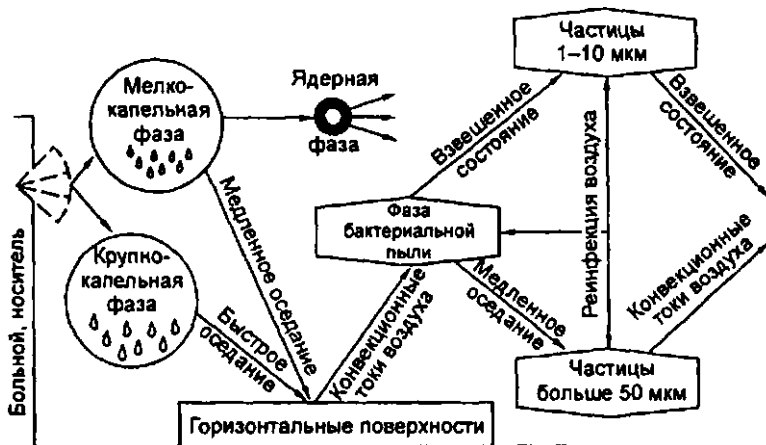 Больной, носитель
Мелко-
капельная
фаза
Крупно-
капельная
фаза
Ядерная
фаза
Медленное оседание
Быстрое
оседание
Горизонтальные поверхности
Конвекционные
токи воздуха
Фаза
бактериальной
пыли
Взвешенное
состояние
Медленное
оседание
Частицы
1–10 мкм
Реинфекция воздуха
Частицы
больше 50 мкм
Взвешенное
состояние
Конвекционные
токи воздуха